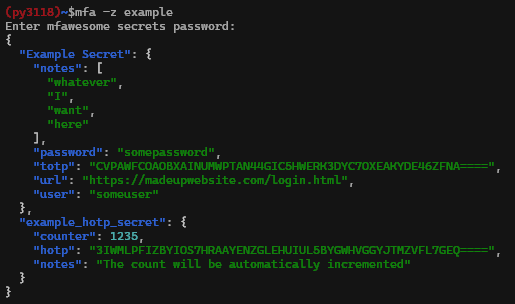 (py3118)~$mfa -z example
Enter mfawesome secrets password:
{
  "Example Secret": {
    "notes": [
      "whatever",
      "I",
      "want",
      "here"
    ],
    "password": "somepassword",
    "totp": "CVPAWFCOAOBXAINUMWPTAN44GIC5HWERK3DYC7OXEAKYDE46ZFNA====",
    "url": "https://madeupwebsite.com/login.html",
    "user": "someuser"
  },
  "example_hotp_secret": {
    "counter": 1235,
    "hotp": "3IWMLPFIZBYIOS7HRAAYENZGLEHUIUL5BYGWHVGGYJTMZVFL7GEQ====",
    "notes": "The count will be automatically incremented"
  }
}